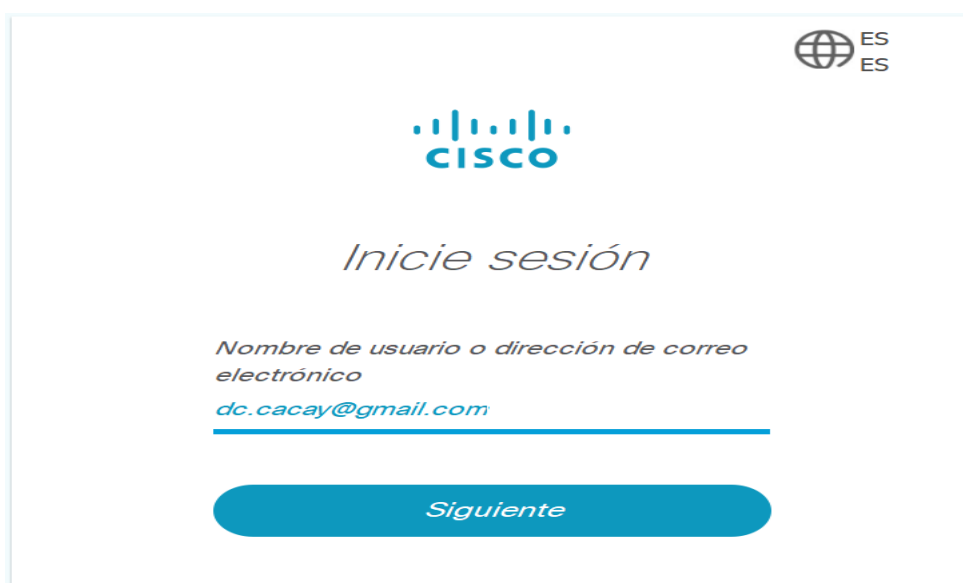 ES
ES
CISCO
Inicie sesión
Nombre de usuario o dirección de correo
electrónico
dc.cacay@gmail.com
Siguiente